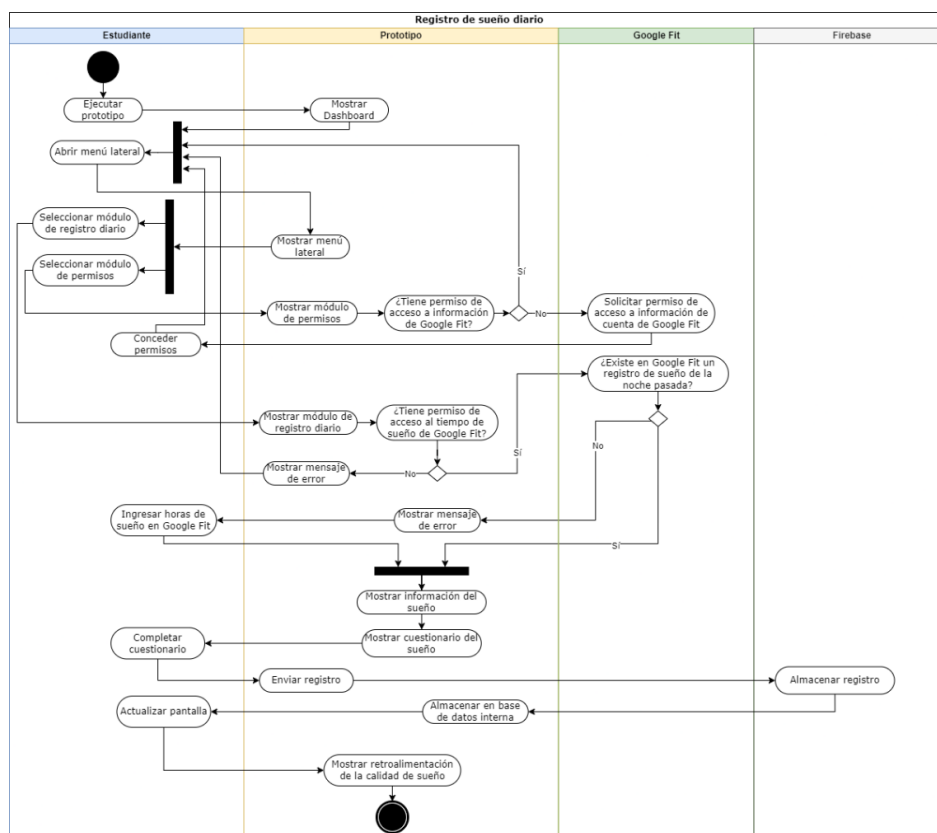 Registro de sueño diario
Estudiante
Prototipo
Google Fit
Firebase
Ejecutar
prototipo
Mostrar
Dashboard
Abrir menú lateral
Seleccionar módulo
de registro diario
Mostrar menú
lateral
Seleccionar módulo
de permisos
Sí
Mostrar módulo
de permisos
¿Tiene permiso de
acceso a información
de Google Fit?
No
Solicitar permiso de
acceso a información de
cuenta de Google Fit
Conceder
permisos
¿Existe en Google Fit un
registro de sueño de la
noche pasada?
Mostrar módulo de
registro diario
¿Tiene permiso de
acceso al tiempo de
sueño de Google Fit?
Sí
No
Mostrar mensaje
de error
No
Ingresar horas de
sueño en Google Fit
Mostrar mensaje
de error
Sí
Mostrar información del
sueño
Completar
cuestionario
Mostrar cuestionario del
sueño
Enviar registro
Almacenar registro
Actualizar pantalla
Almacenar en base
de datos interna
Mostrar retroalimentación
de la calidad de sueño